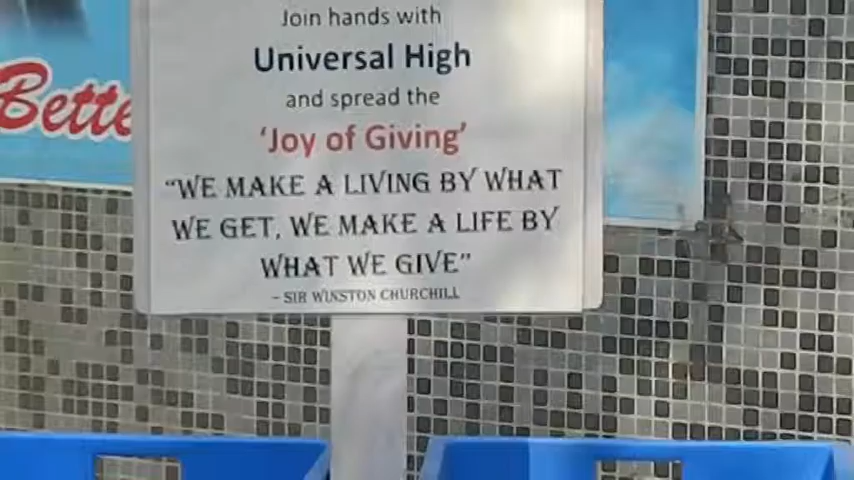 Join hands with
Universal High
and spread the
'Joy of Giving'
"WE MAKE A LIVING BY WHAT
WE GET, WE MAKE A LIFE BY
WHAT WE GIVE"
- SIR WINSTON CHURCHILL
Bette